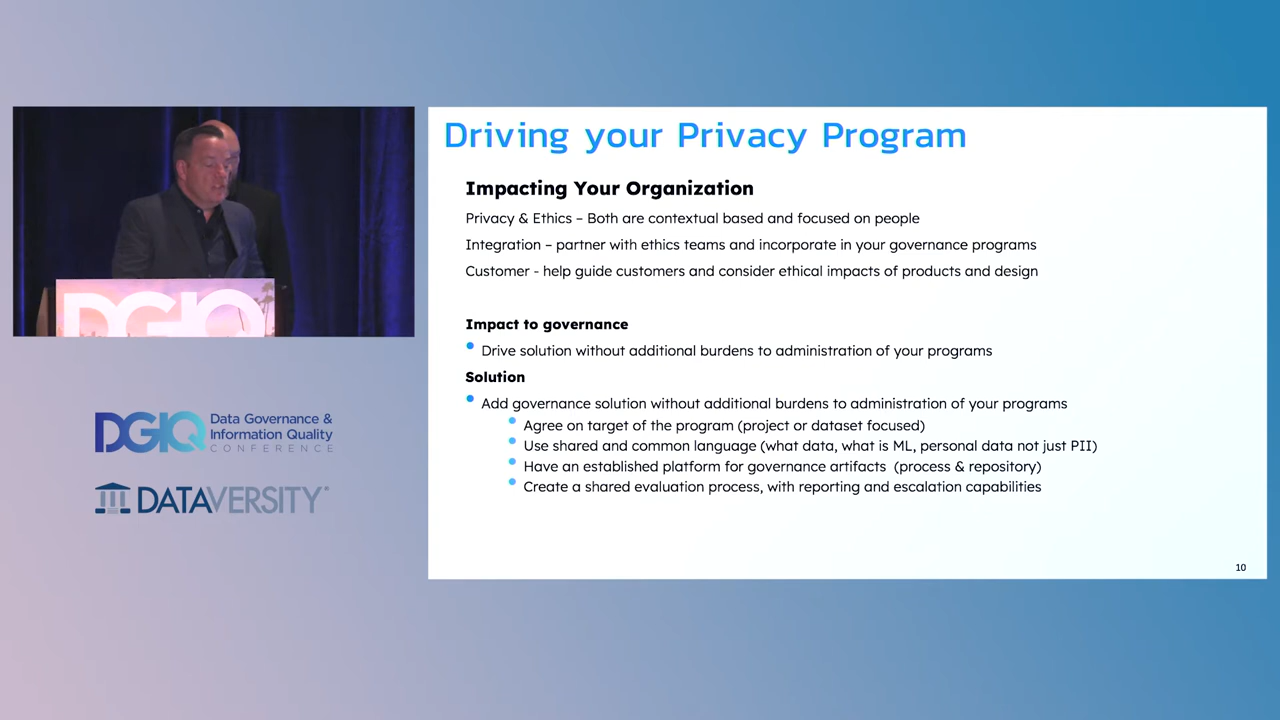 Driving your Privacy Program
Impacting Your Organization
Privacy & Ethics – Both are contextual based and focused on people
Integration – partner with ethics teams and incorporate in your governance programs
Customer - help guide customers and consider ethical impacts of products and design
Impact to governance
Drive solution without additional burdens to administration of your programs
Solution
Add governance solution without additional burdens to administration of your programs
Agree on target of the program (project or dataset focused)
Use shared and common language (what data, what is ML, personal data not just PII)
Have an established platform for governance artifacts (process & repository)
Create a shared evaluation process, with reporting and escalation capabilities
10
DGIQ
DGIQ
Data Governance &
Information Quality
CONFERENCE
DATAVERSITY